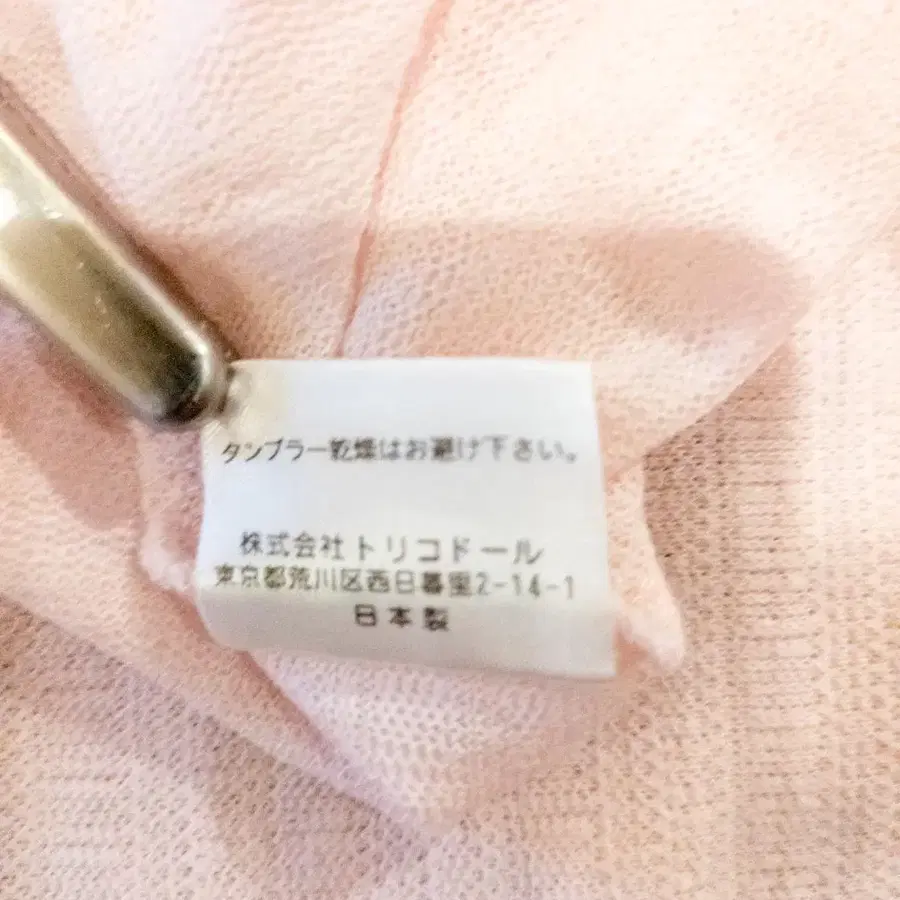 タンブラー乾燥はお避け下さい。
株式会社トリコドール
東京都荒川区西日暮里2-14-1
日本製